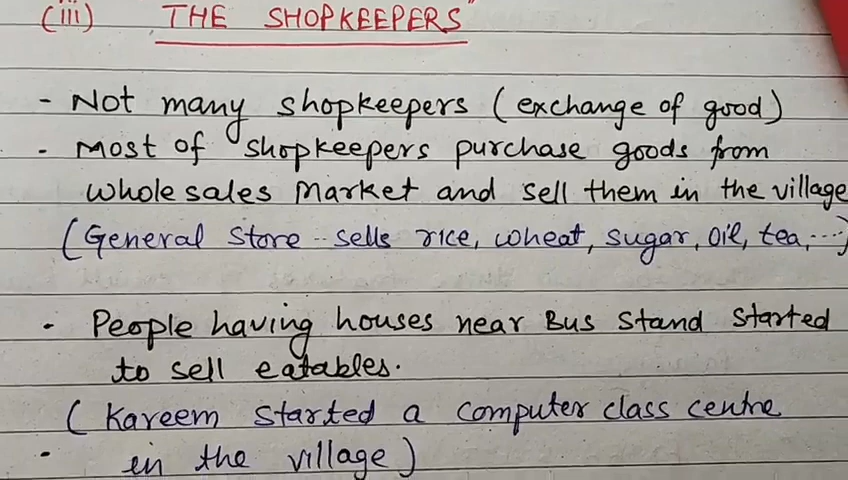 (iii) THE SHOPKEEPERS"
- Not many shopkeepers (exchange of good)
- Most of shopkeepers purchase goods from
wholesales Market and sell them in the village
(General Store -- sells rice, wheat, sugar, oil, tea, ...)
• People having houses near Bus Stand started
to sell eatables.
(Kareem started a computer class centre
• in the village)